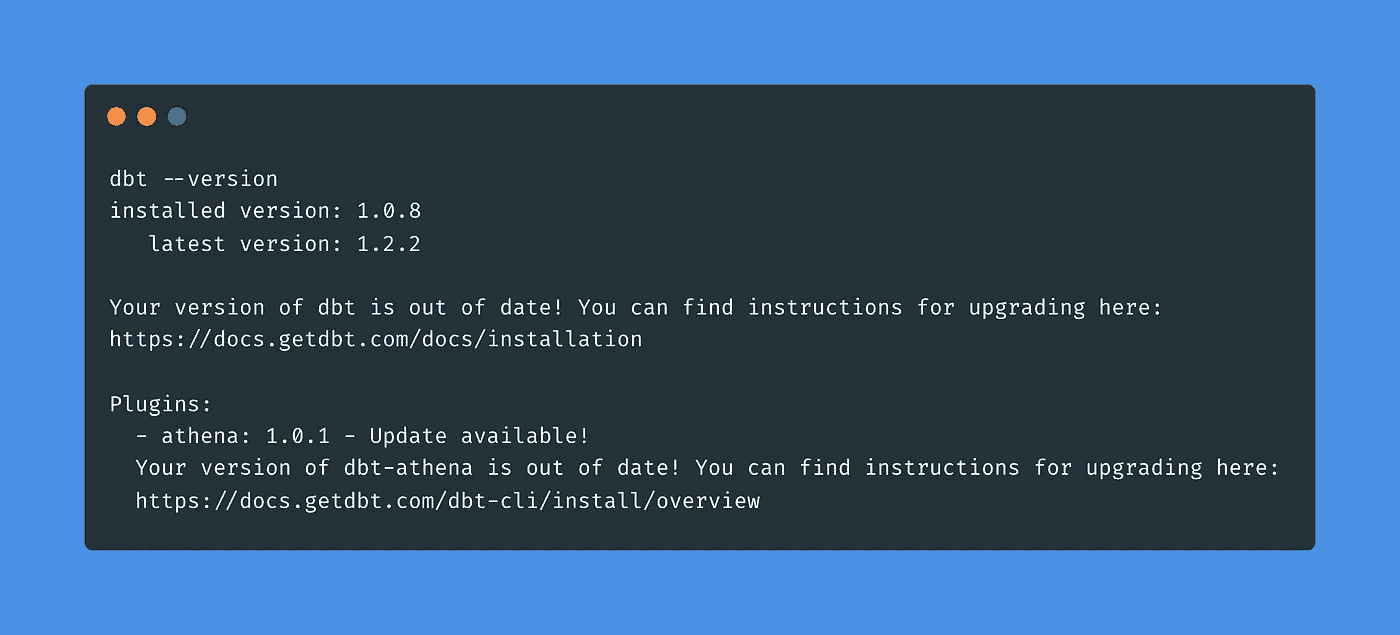 dbt --version
installed version: 1.0.8
latest version: 1.2.2
Your version of dbt is out of date! You can find instructions for upgrading here:
https://docs.getdbt.com/docs/installation
Plugins:
- athena: 1.0.1 - Update available!
Your version of dbt-athena is out of date! You can find instructions for upgrading here:
https://docs.getdbt.com/dbt-cli/install/overview